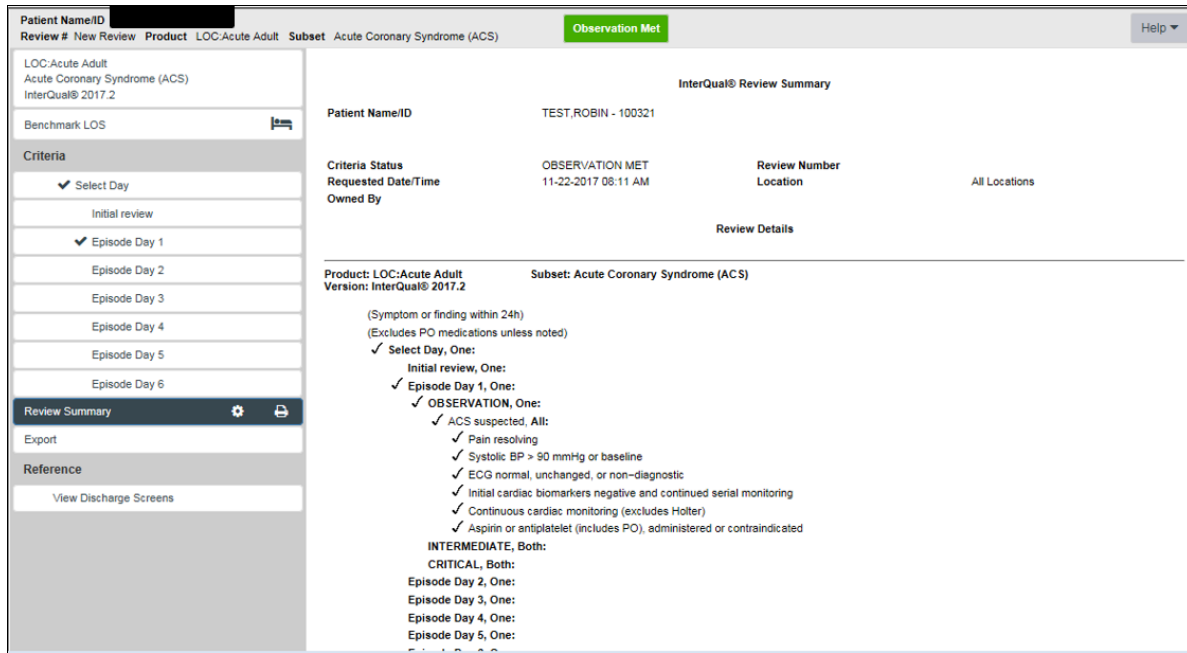 Patient Name/ID
Review # New Review Product LOC:Acute Adult Subset Acute Coronary Syndrome (ACS)
Observation Met
Help
LOC:Acute Adult
Acute Coronary Syndrome (ACS)
InterQual® 2017.2
Benchmark LOS
Criteria
✔ Select Day
Initial review
✔ Episode Day 1
Episode Day 2
Episode Day 3
Episode Day 4
Episode Day 5
Episode Day 6
Review Summary
Export
Reference
View Discharge Screens
InterQual® Review Summary
Patient Name/ID TEST,ROBIN - 100321
Criteria Status OBSERVATION MET Review Number
Requested Date/Time 11-22-2017 08:11 AM Location All Locations
Owned By
Review Details
Product: LOC:Acute Adult Subset: Acute Coronary Syndrome (ACS)
Version: InterQual® 2017.2
(Symptom or finding within 24h)
(Excludes PO medications unless noted)
✓ Select Day, One:
Initial review, One:
✓ Episode Day 1, One:
✓ OBSERVATION, One:
✓ ACS suspected, All:
✓ Pain resolving
✓ Systolic BP > 90 mmHg or baseline
✓ ECG normal, unchanged, or non-diagnostic
✓ Initial cardiac biomarkers negative and continued serial monitoring
✓ Continuous cardiac monitoring (excludes Holter)
✓ Aspirin or antiplatelet (includes PO), administered or contraindicated
INTERMEDIATE, Both:
CRITICAL, Both:
Episode Day 2, One:
Episode Day 3, One:
Episode Day 4, One:
Episode Day 5, One: